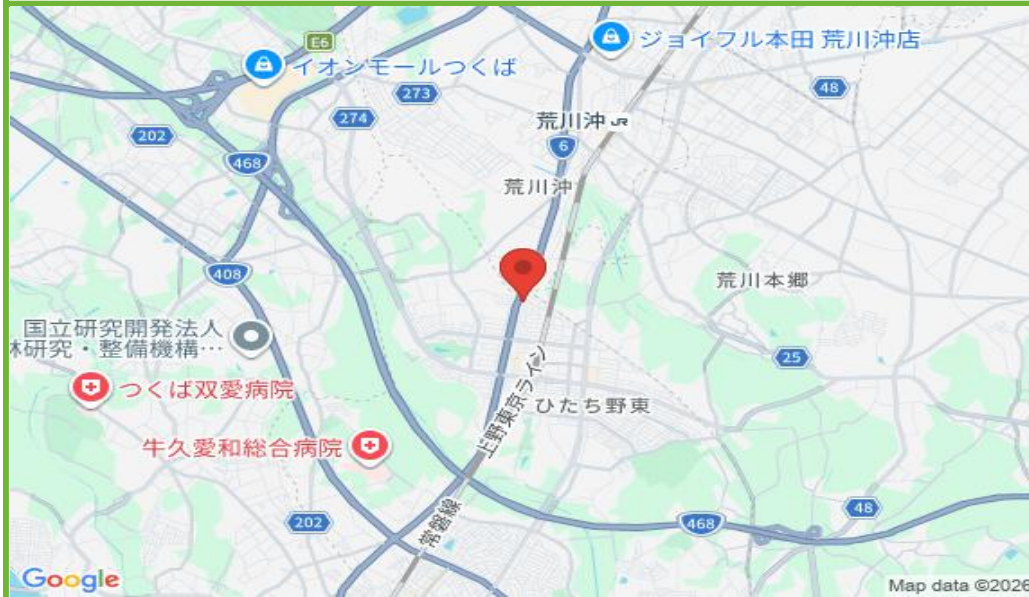 E6
ジョイフル本田 荒川沖店
イオンモールつくば
273
48
274
荒川沖 JR
202
6
468
荒川沖
408
荒川本郷
国立研究開発法人
林研究・整備機構…
25
つくば双愛病院
上野東京ライン
ひたち野東
牛久愛和総合病院
202
常磐線
468
48
Google
Map data ©2026